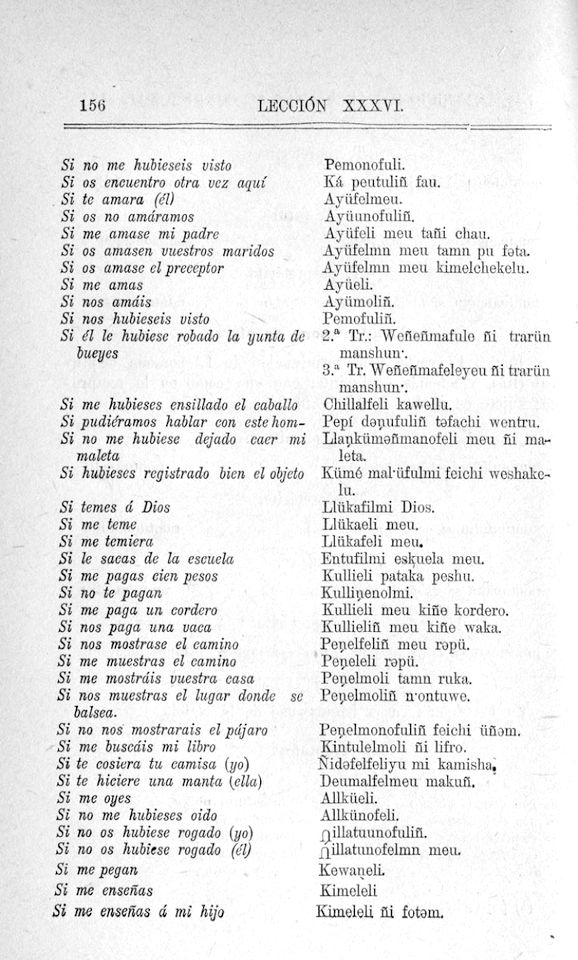 156 LECCIÓN XXXVI.
Si no me hubieseis visto Pemonofuli.
Si os encuentro otra vez aquí Ká peutuliñ fau.
Si te amara (él) Ayüfelmeu.
Si os no amáramos Ayüunofuliñ.
Si me amase mi padre Ayüfeli meu tañi chau.
Si os amasen vuestros maridos Ayüfelmn meu tamn pu fəta.
Si os amase el preceptor Ayüfelmn meu kimelchekelu.
Si me amas Ayüeli.
Si nos amáis Ayümoliñ.
Si nos hubieseis visto Pemofuliñ.
Si él le hubiese robado la yunta de 2.ª Tr.: Weñeñmafule ñi trarün
bueyes manshun·.
3.ª Tr. Weñeñmafeleyeu ñi trarün
manshun·.
Si me hubieses ensillado el caballo Chillalfeli kawellu.
Si pudiéramos hablar con este hom- Pepí dəŋufuliñ təfachi wentru.
Si no me hubiese dejado caer mi Llaŋküməñmanofeli meu ñi ma-
maleta leta.
Si hubieses registrado bien el objeto Kümé mal·üfulmi feichi weshake-
lu.
Si temes á Dios Llükafilmi Dios.
Si me teme Llükaeli meu.
Si me temiera Llükafeli meu.
Si le sacas de la escuela Entufilmi eskuela meu.
Si me pagas cien pesos Kullieli pataka peshu.
Si no te pagan Kulliŋenolmi.
Si me paga un cordero Kullieli meu kiñe kordero.
Si nos paga una vaca Kullieliñ meu kiñe waka.
Si nos mostrase el camino Peŋelfeliñ meu rəpü.
Si me muestras el camino Peŋeleli rəpü.
Si me mostráis vuestra casa Peŋelmoli tamn ruka.
Si nos muestras el lugar donde se Peŋelmoliñ n·ontuwe.
balsea.
Si no nos mostrarais el pájaro Peŋelmonofuliñ feichi üñəm.
Si me buscáis mi libro Kintulelmoli ñi lifro.
Si te cosiera tu camisa (yo) Ñidəfelfeliyu mi kamisha.
Si te hiciere una manta (ella) Deumalfelmeu makuñ.
Si me oyes Allküeli.
Si no me hubieses oido Allkünofeli.
Si no os hubiese rogado (yo) Ŋillatuunofuliñ.
Si no os hubiese rogado (él) Ŋillatunofelmn meu.
Si me pegan Kewaŋeli.
Si me enseñas Kimeleli
Si me enseñas á mi hijo Kimeleli ñi fotəm.